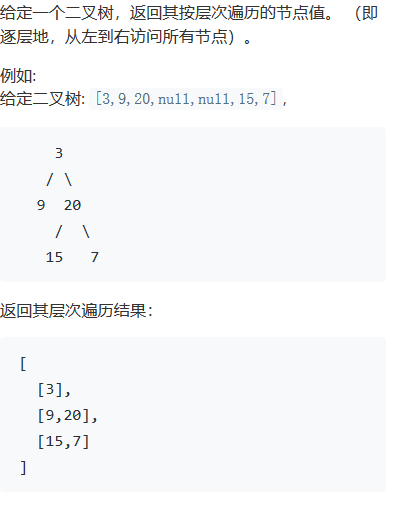 给定一个二叉树，返回其按层次遍历的节点值。 （即
逐层地，从左到右访问所有节点）。
例如:
给定二叉树: [3,9,20,null,null,15,7],
3
/ \
9  20
/  \
15   7
返回其层次遍历结果：
[
[3],
[9,20],
[15,7]
]